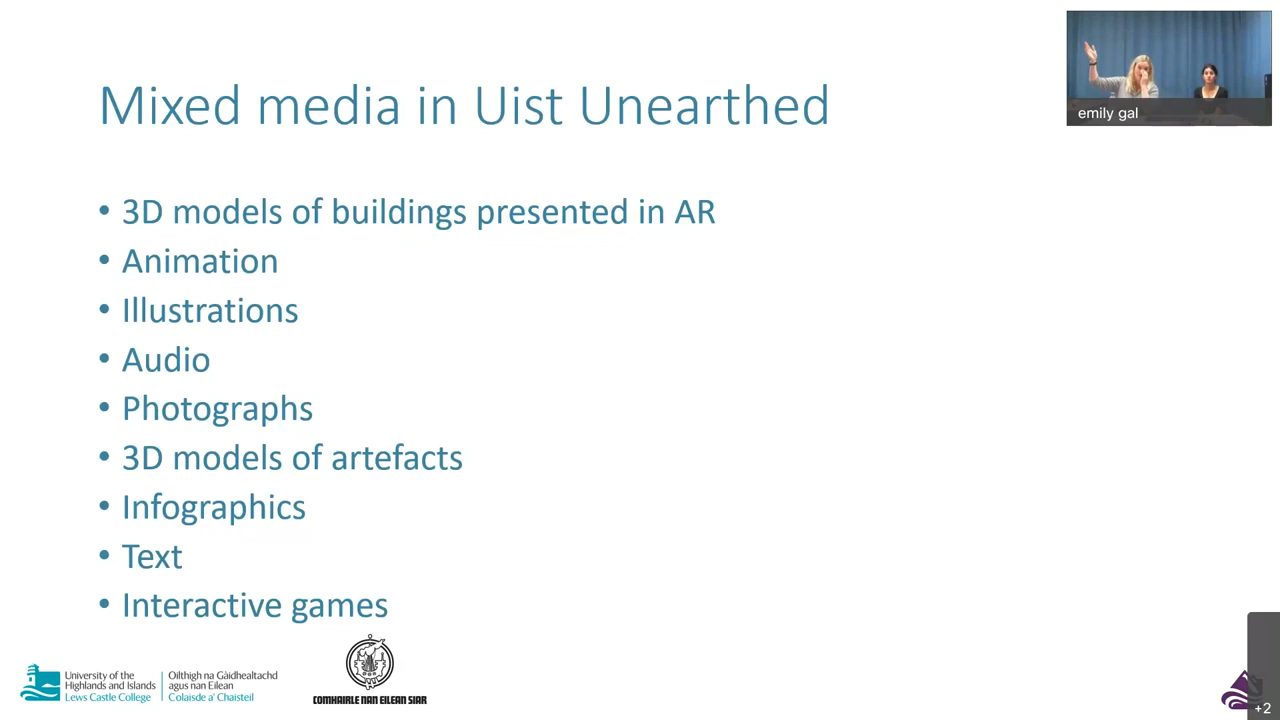 Mixed media in Uist Unearthed
emily gal
• 3D models of buildings presented in AR
• Animation
• Illustrations
• Audio
• Photographs
• 3D models of artefacts
• Infographics
• Text
• Interactive games
University of the
Highlands and Islands
Lews Castle College
Oilthigh na Gàidhealtachd
agus nan Eilean
Colaisde a' Chaisteil
COMHAIRLE NAN EILEAN SIAR
+2